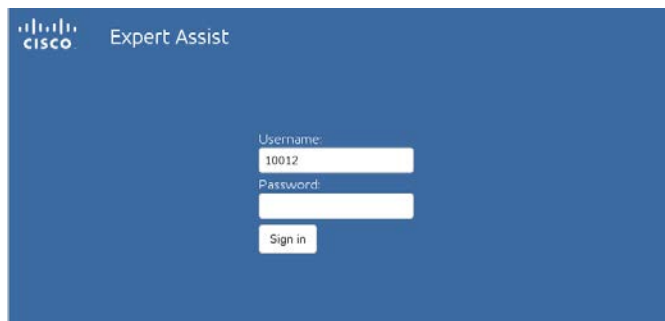 CISCO
Expert Assist
Username:
10012
Password:
Sign in